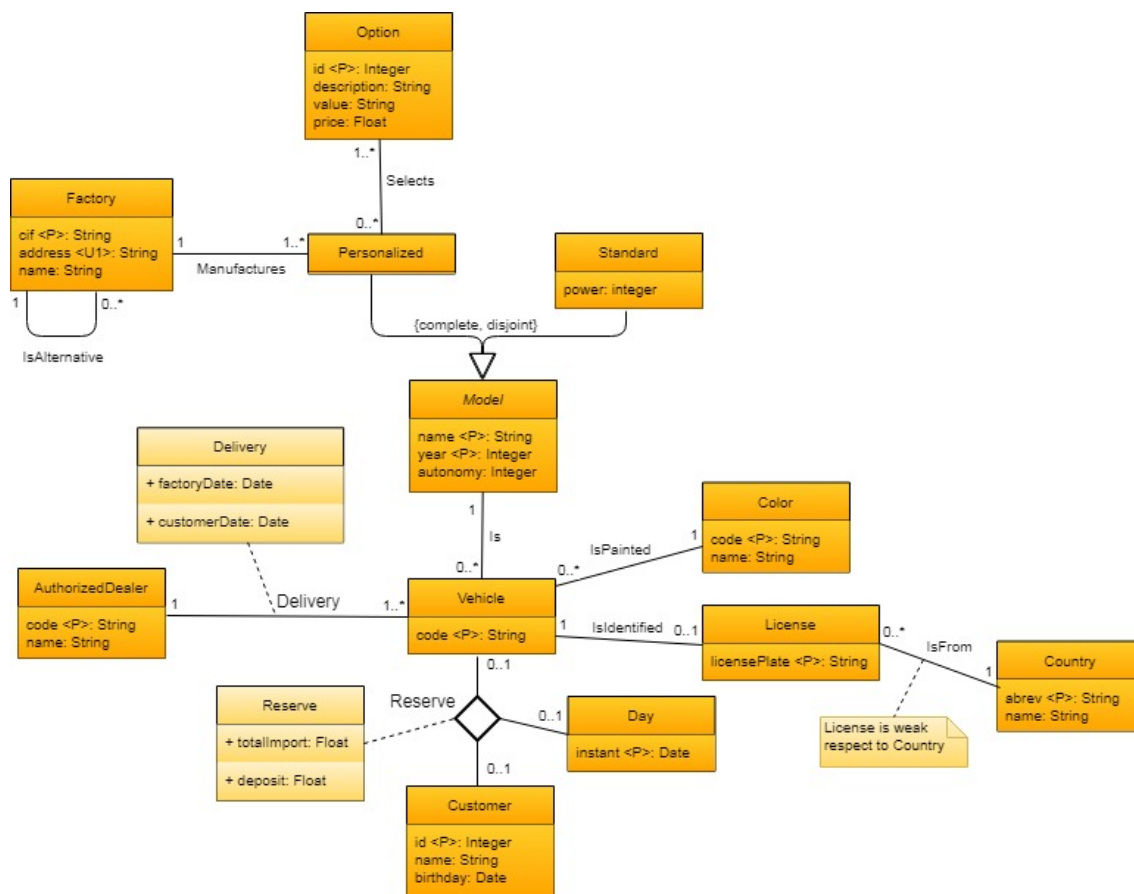 Option
id <P>: Integer
description: String
value: String
price: Float
1..*
Selects
0..*
Factory
cif <P>: String
address <U1>: String
name: String
1
Manufactures
1..*
Personalized
Standard
power: integer
1
0..*
IsAlternative
{complete, disjoint}
Model
name <P>: String
year <P>: Integer
autonomy: Integer
Delivery
+ factoryDate: Date
+ customerDate: Date
1
Is
0..*
Color
code <P>: String
name: String
IsPainted
1
0..*
AuthorizedDealer
code <P>: String
name: String
1
Delivery
1..*
Vehicle
code <P>: String
1
IsIdentified
0..1
License
licensePlate <P>: String
0..*
IsFrom
1
Country
abrev <P>: String
name: String
License is weak
respect to Country
0..1
Reserve
Reserve
+ totalImport: Float
+ deposit: Float
0..1
Day
instant <P>: Date
0..1
Customer
id <P>: Integer
name: String
birthday: Date